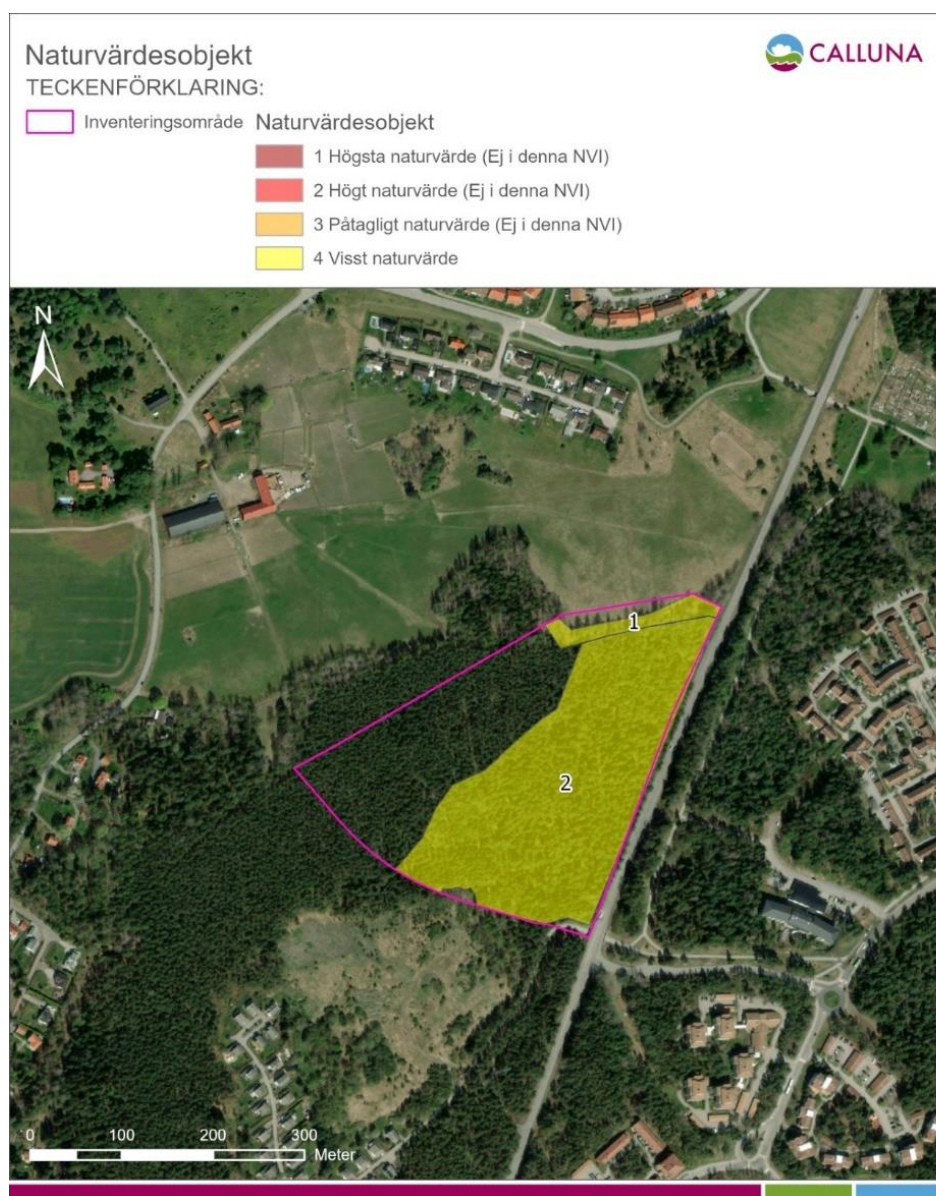 Naturvärdesobjekt
TECKENFÖRKLARING:
CALLUNA
Inventeringsområde
Naturvärdesobjekt
1 Högsta naturvärde (Ej i denna NVI)
2 Högt naturvärde (Ej i denna NVI)
3 Påtagligt naturvärde (Ej i denna NVI)
4 Visst naturvärde
N
1
2
0 100 200 300
Meter